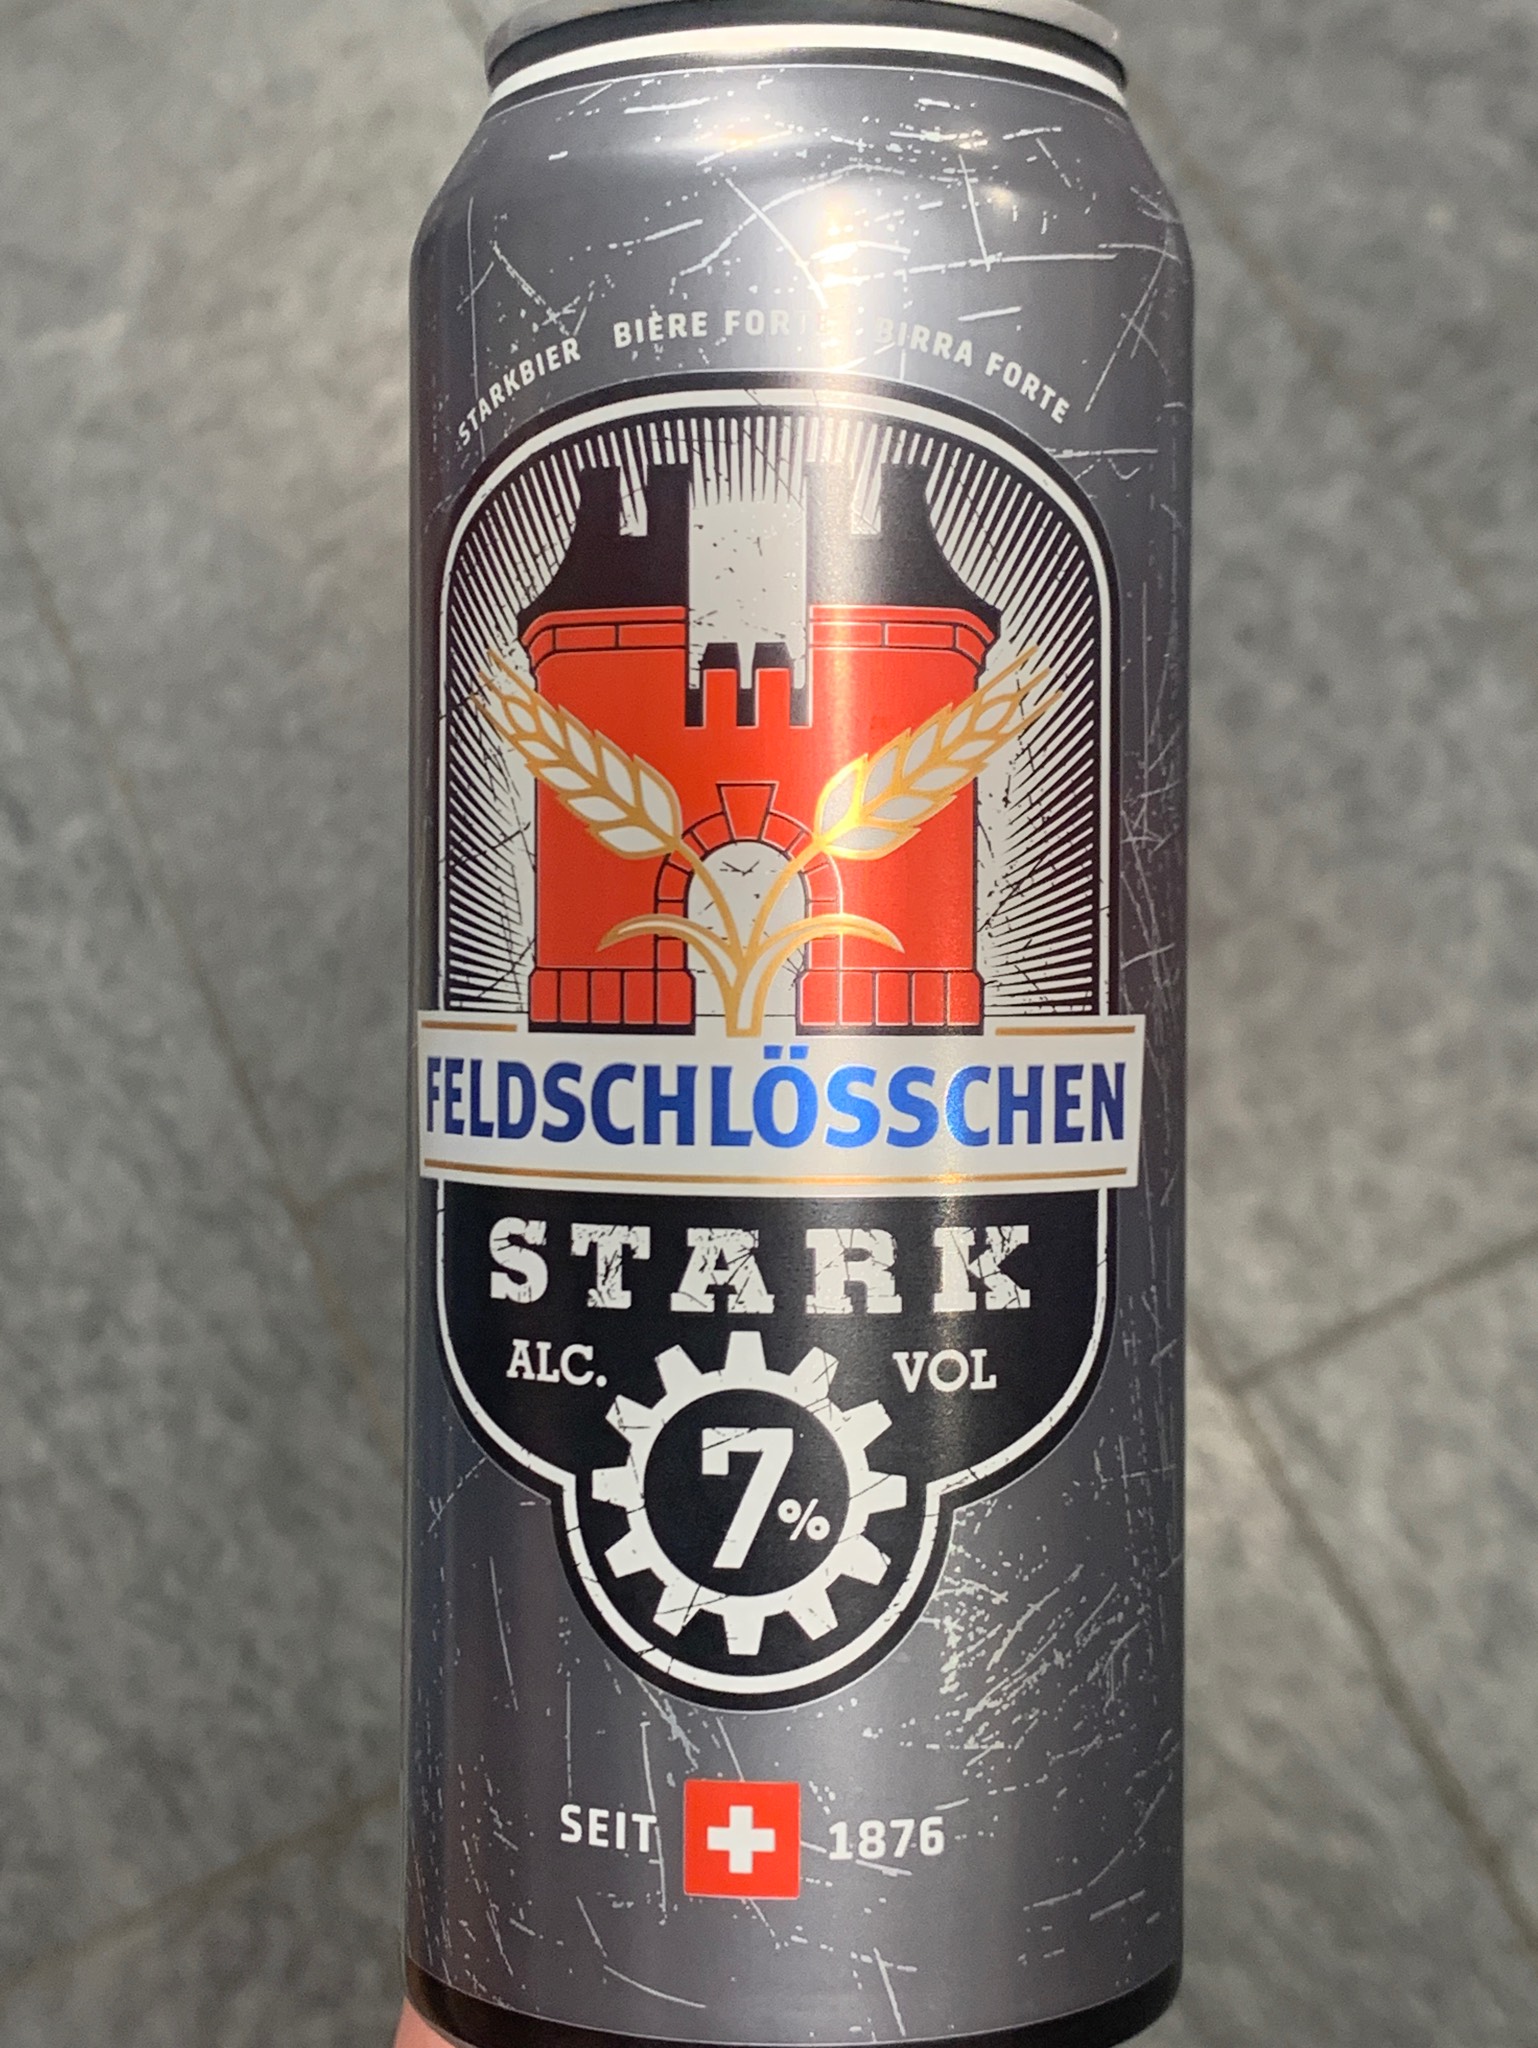 STARKBIER BIÈRE FORTE BIRRA FORTE
FELDSCHLÖSSCHEN
STARK
ALC. 7% VOL
SEIT 1876